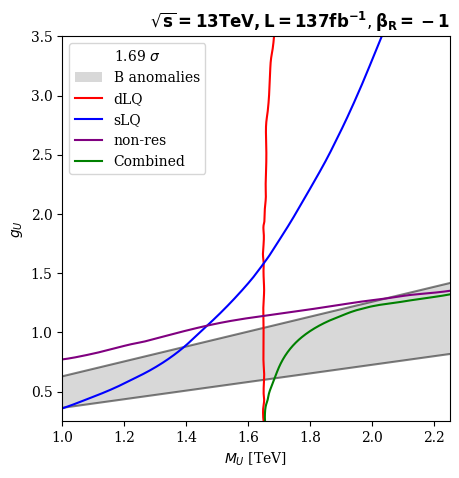 √s = 13TeV, L = 137fb⁻¹, β_R = −1
1.69 σ
B anomalies
dLQ
sLQ
non-res
Combined
3.5
3.0
2.5
2.0
1.5
1.0
0.5
g_U
1.0 1.2 1.4 1.6 1.8 2.0 2.2
M_U [TeV]